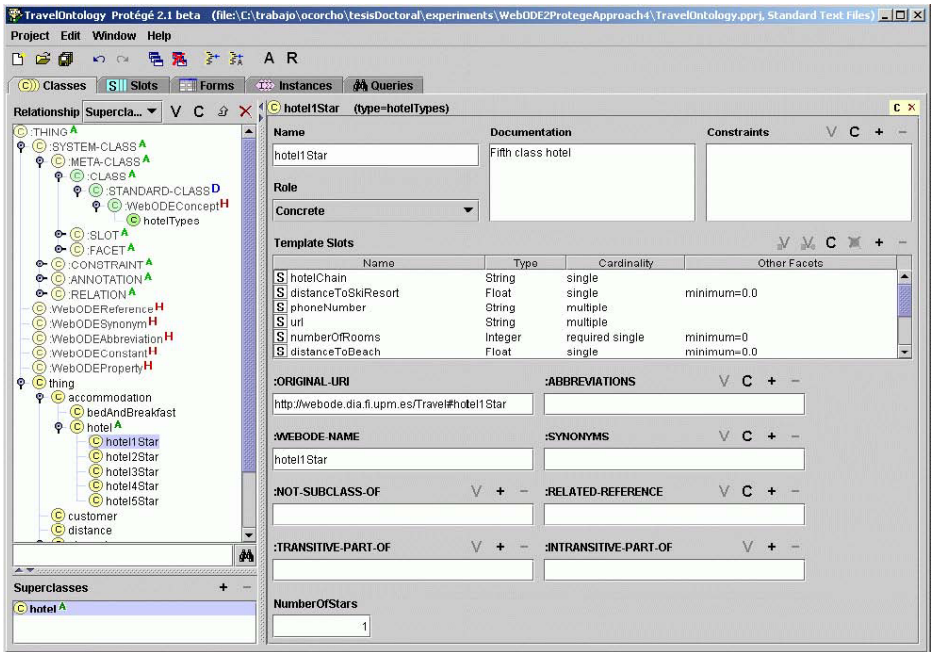 TravelOntology Protégé 2.1 beta (file:\C:\trabajo\ocorcho\tesisDoctoral\experiments\WebODE2ProtegeApproach4\TravelOntology.pprj, Standard Text Files)
Project Edit Window Help
A R
C Classes S Slots Forms Instances Queries
Relationship Supercla... V C
:THING A
:SYSTEM-CLASS A
:META-CLASS A
:CLASS A
:STANDARD-CLASS D
:WebODEConcept H
hotelTypes
:SLOT A
:FACET A
:CONSTRAINT A
:ANNOTATION A
:RELATION A
:WebODEReference H
:WebODESynonym H
:WebODEAbbreviation H
:WebODEConstant H
:WebODEProperty H
thing
accommodation
bedAndBreakfast
hotel A
hotel1Star
hotel2Star
hotel3Star
hotel4Star
hotel5Star
customer
distance
Superclasses + -
C hotel A
C hotel1Star (type=hotelTypes) C ×
Name Documentation Constraints V C + -
hotel1Star Fifth class hotel
Role
Concrete
Template Slots V V C + -
Name Type Cardinality Other Facets
S hotelChain String single
S distanceToSkiResort Float single minimum=0.0
S phoneNumber String multiple
S url String multiple
S numberOfRooms Integer required single minimum=0
S distanceToBeach Float single minimum=0.0
:ORIGINAL-URI :ABBREVIATIONS V C + -
http://webode.dia.fi.upm.es/Travel#hotel1Star
:WEBODE-NAME :SYNONYMS V C + -
hotel1Star
:NOT-SUBCLASS-OF V + - :RELATED-REFERENCE V C + -
:TRANSITIVE-PART-OF V + - :INTRANSITIVE-PART-OF V + -
NumberOfStars
1